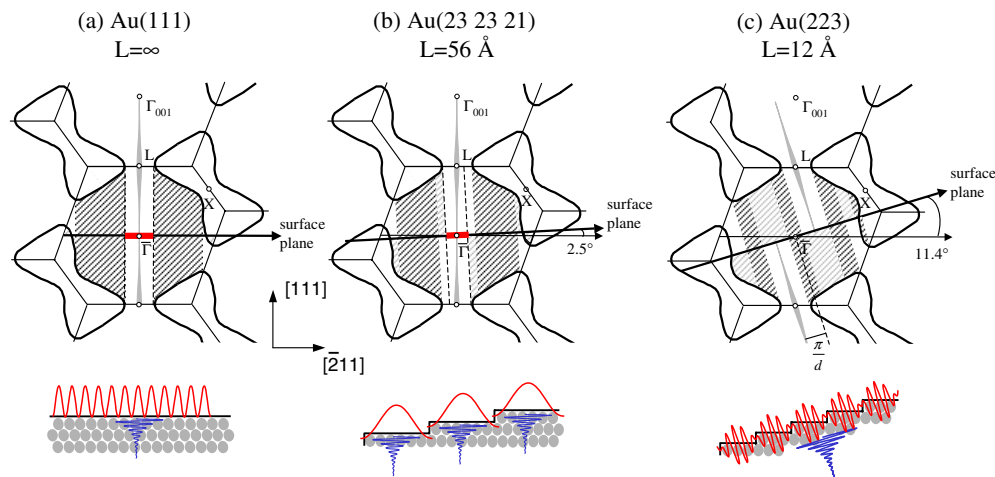 (a) Au(111)
L=∞
(b) Au(23 23 21)
L=56 Å
(c) Au(223)
L=12 Å
Γ001
L
X
Γ̅
surface
plane
Γ001
L
X
Γ̅
surface
plane
2.5°
Γ001
L
X
Γ̅
surface
plane
11.4°
π
d
[111]
[2̅11]